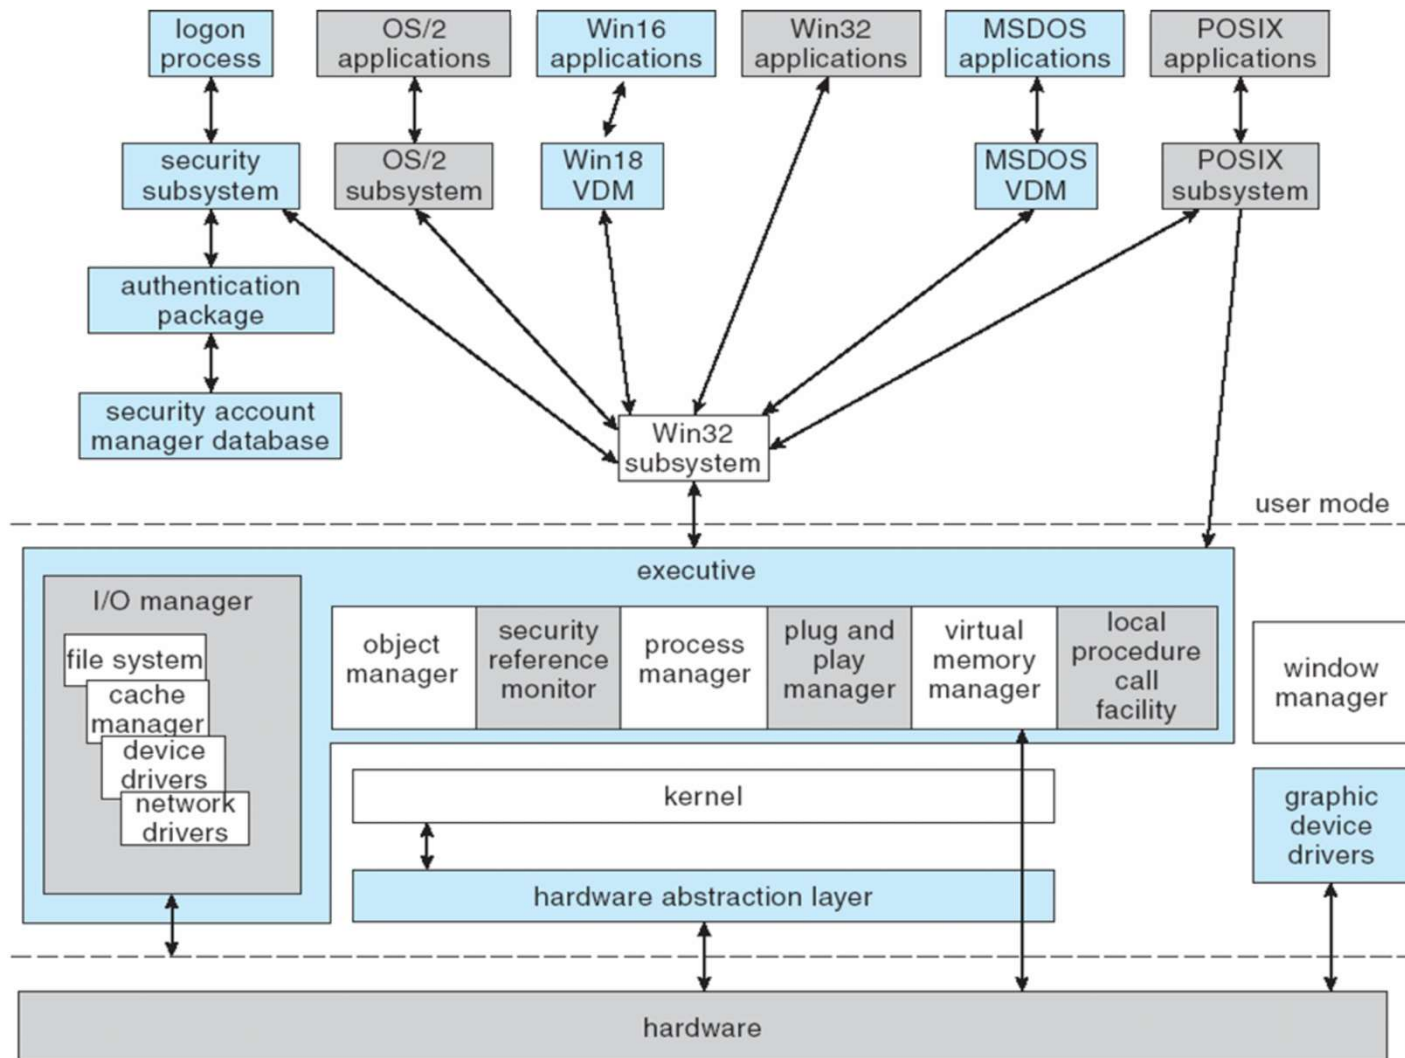 logon
process
OS/2
applications
Win16
applications
Win32
applications
MSDOS
applications
POSIX
applications
security
subsystem
OS/2
subsystem
Win18
VDM
MSDOS
VDM
POSIX
subsystem
authentication
package
security account
manager database
Win32
subsystem
user mode
executive
I/O manager
file system
cache
manager
device
drivers
network
drivers
object
manager
security
reference
monitor
process
manager
plug and
play
manager
virtual
memory
manager
local
procedure
call
facility
window
manager
kernel
graphic
device
drivers
hardware abstraction layer
hardware